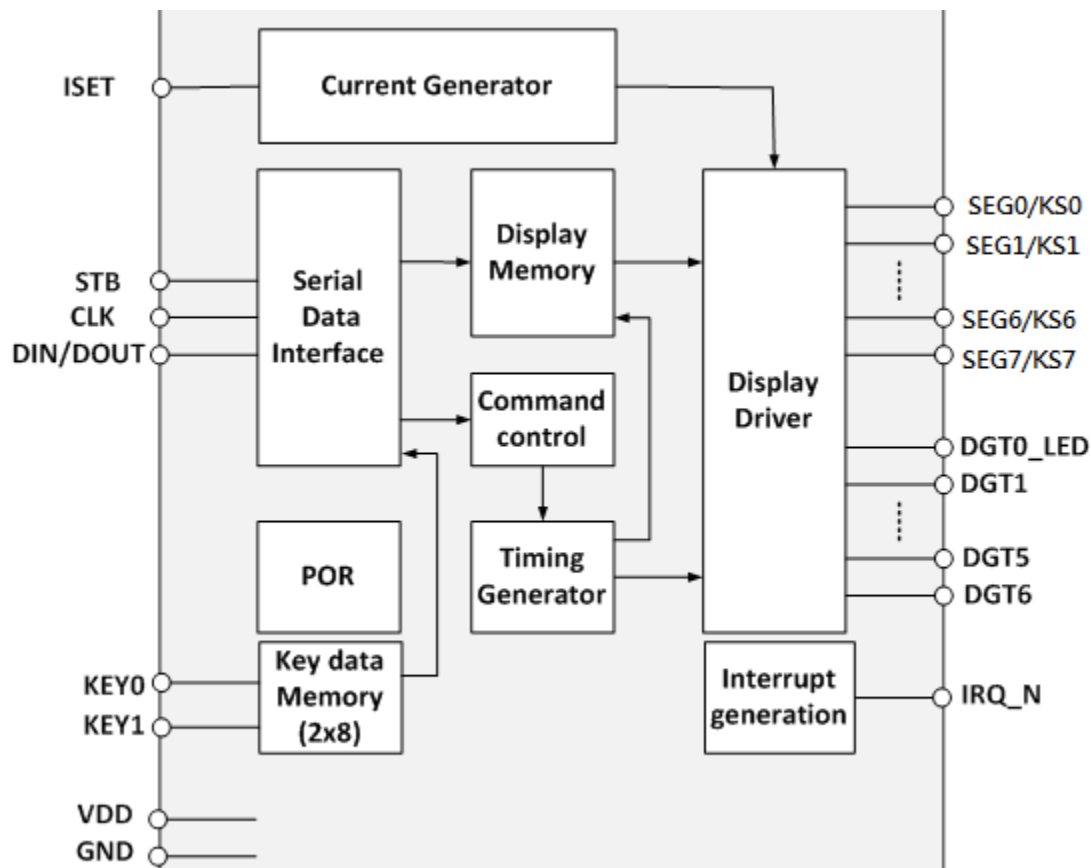 ISET
Current Generator
STB
CLK
DIN/DOUT
Serial
Data
Interface
Display
Memory
Command
control
Timing
Generator
POR
KEY0
KEY1
Key data
Memory
(2x8)
VDD
GND
Display
Driver
Interrupt
generation
SEG0/KS0
SEG1/KS1
SEG6/KS6
SEG7/KS7
DGT0_LED
DGT1
DGT5
DGT6
IRQ_N